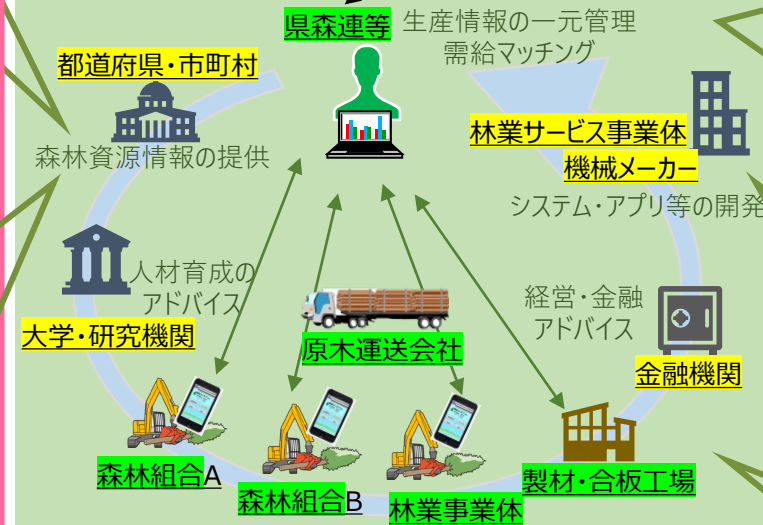 県森連等
生産情報の一元管理
需給マッチング
都道府県・市町村
森林資源情報の提供
林業サービス事業体
機械メーカー
システム・アプリ等の開発
人材育成の
アドバイス
大学・研究機関
経営・金融
アドバイス
原木運送会社
金融機関
森林組合A
森林組合B
林業事業体
製材・合板工場